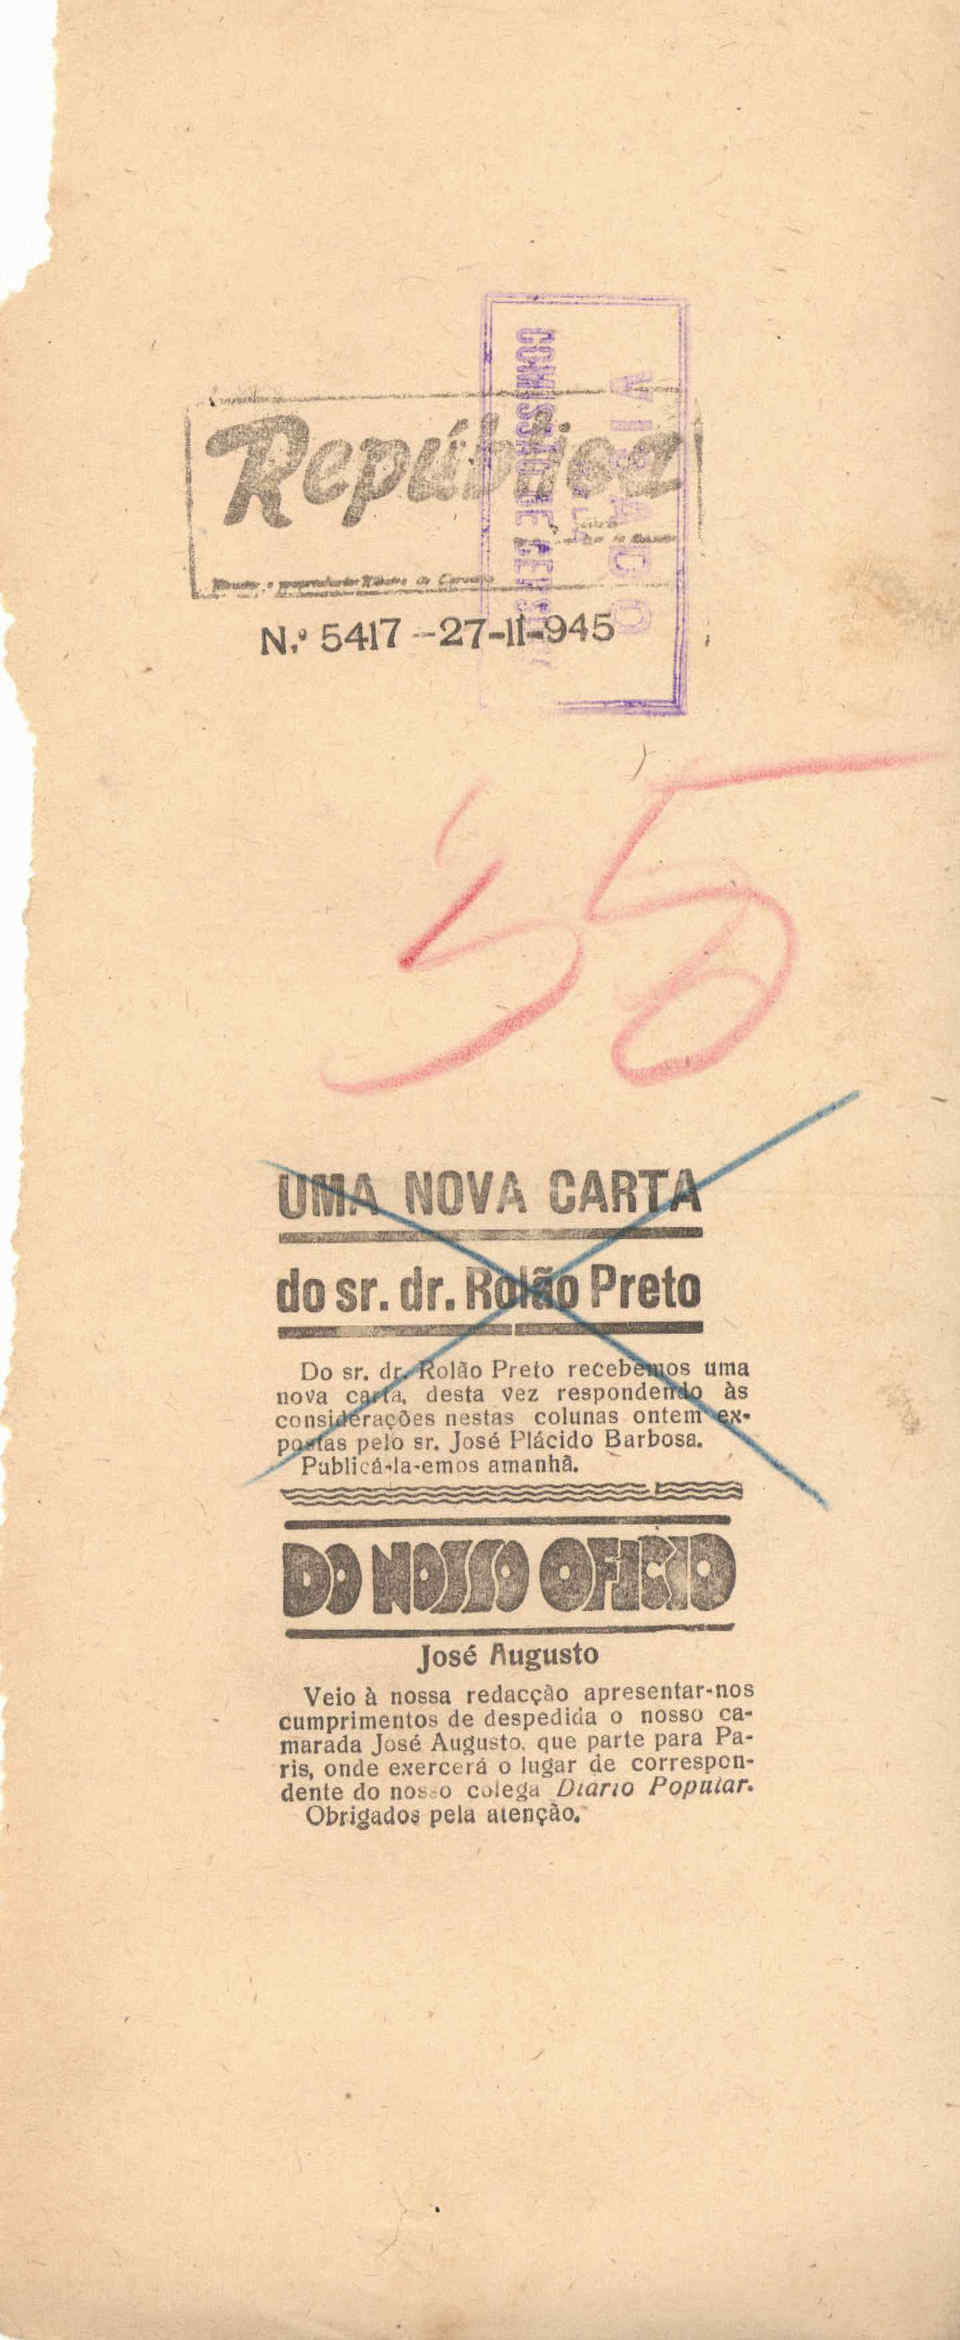 República
N.º 5417 - 27-11-945
VISADO
COMISSÃO DE
55
UMA NOVA CARTA
do sr. dr. Rolão Preto
Do sr. dr. Rolão Preto recebemos uma
nova carta, desta vez respondendo às
considerações nestas colunas ontem ex-
postas pelo sr. José Plácido Barbosa.
Publicá-la-emos amanhã.
DO NOSSO OFICIO
José Augusto
Veio à nossa redacção apresentar-nos
cumprimentos de despedida o nosso ca-
marada José Augusto, que parte para Pa-
ris, onde exercerá o lugar de correspon-
dente do nosso colega Diario Popular.
Obrigados pela atenção.